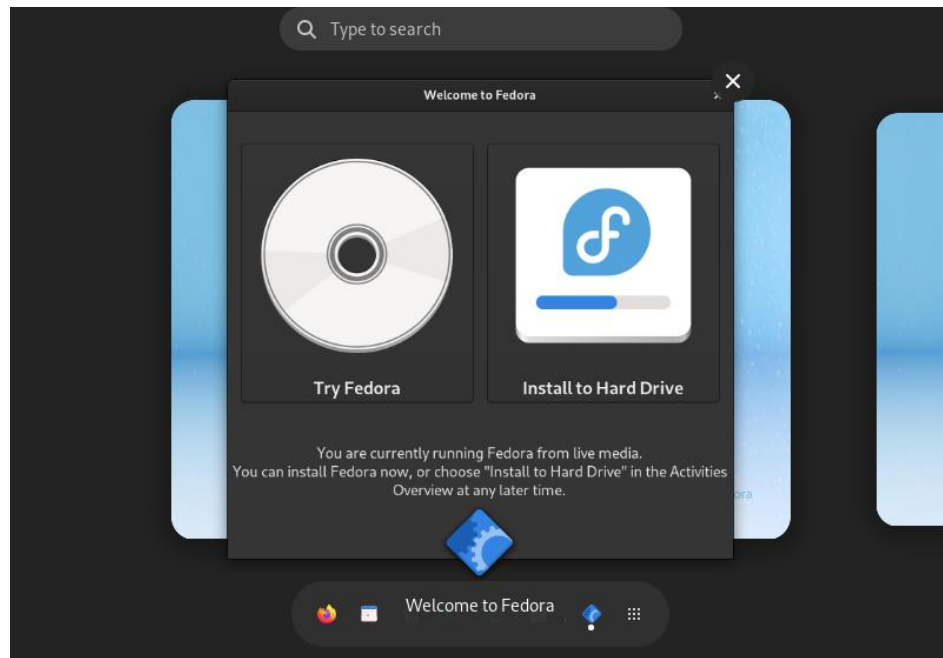 Type to search
Welcome to Fedora
Try Fedora
Install to Hard Drive
You are currently running Fedora from live media.
You can install Fedora now, or choose "Install to Hard Drive" in the Activities
Overview at any later time.
Welcome to Fedora